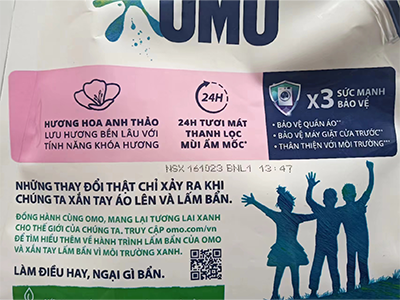 OMO
HƯƠNG HOA ANH THẢO
LƯU HƯƠNG BỀN LÂU VỚI
TÍNH NĂNG KHÓA HƯƠNG
24H
24H TƯƠI MÁT
THANH LỌC
MÙI ẨM MỐC**
x3 SỨC MẠNH
BẢO VỆ
• BẢO VỆ QUẦN ÁO^^
• BẢO VỆ MÁY GIẶT CỬA TRƯỚC^^
• THÂN THIỆN VỚI MÔI TRƯỜNG^^^
NSX 161023 BNL1 13:47
NHỮNG THAY ĐỔI THẬT CHỈ XẢY RA KHI
CHÚNG TA XẮN TAY ÁO LÊN VÀ LẤM BẨN.
ĐỒNG HÀNH CÙNG OMO, MANG LẠI TƯƠNG LAI XANH
CHO THẾ GIỚI CỦA CHÚNG TA. TRUY CẬP omo.com/vn
ĐỂ TÌM HIỂU THÊM VỀ HÀNH TRÌNH LẤM BẨN CỦA OMO
VÀ XẮN TAY LẤM BẨN VÌ MÔI TRƯỜNG XANH.
LÀM ĐIỀU HAY, NGẠI GÌ BẨN.